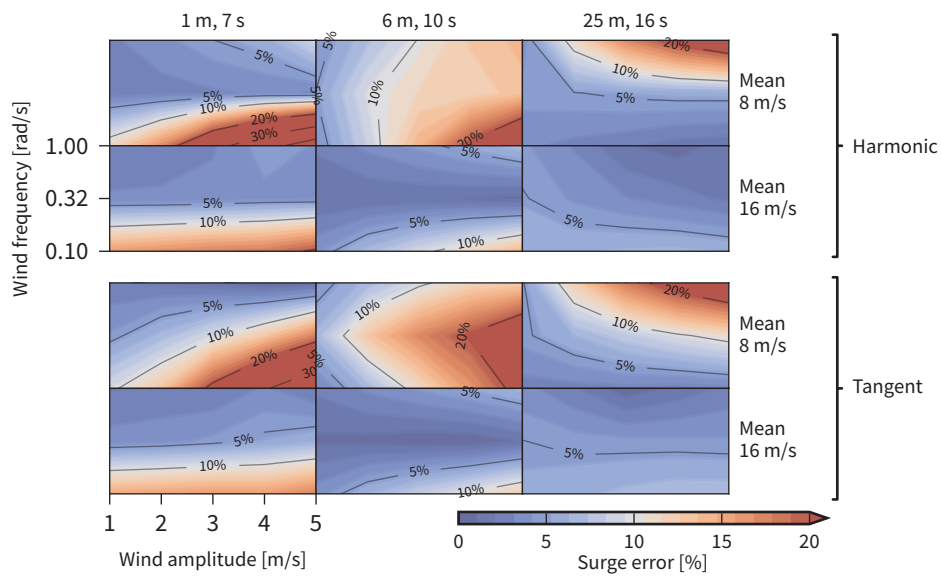 1 m, 7 s
6 m, 10 s
25 m, 16 s
5%
5%
20%
10%
10%
5%
5%
5%
10%
20%
30%
20%
Mean
8 m/s
Harmonic
Wind frequency [rad/s]
1.00
0.32
0.10
5%
5%
10%
5%
10%
5%
Mean
16 m/s
5%
10%
20%
5%
30%
10%
20%
20%
10%
5%
Mean
8 m/s
Tangent
5%
10%
5%
5%
10%
5%
Mean
16 m/s
1
2
3
4
5
Wind amplitude [m/s]
0
5
10
15
20
Surge error [%]